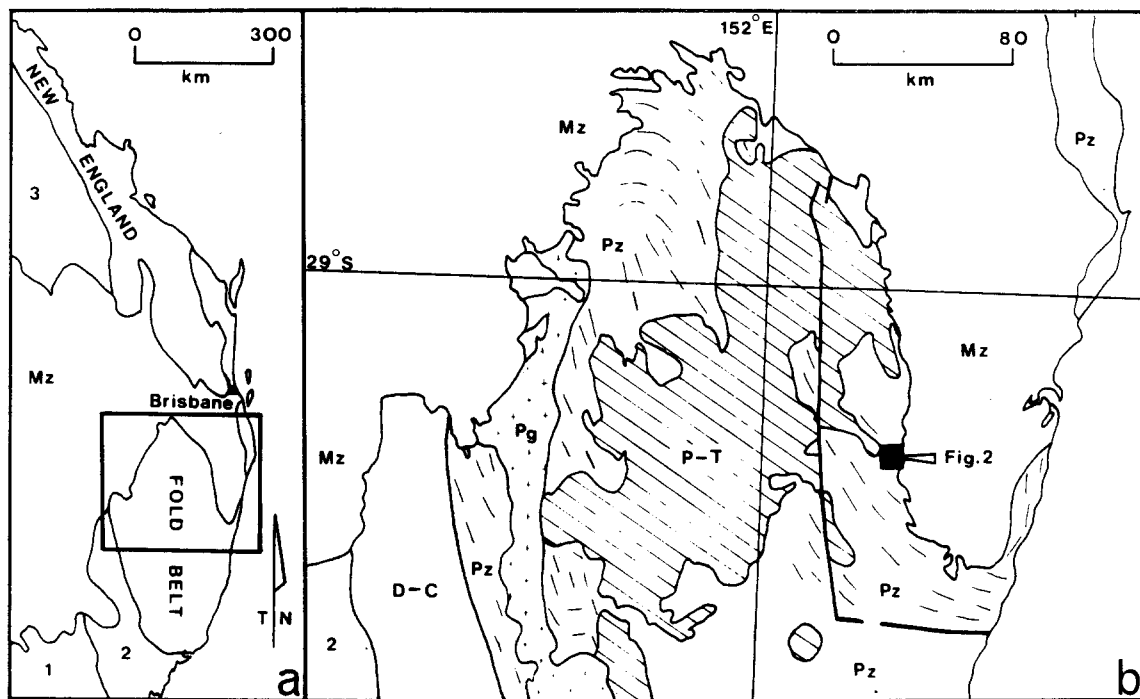 0 300
km
NEW
ENGLAND
3
Mz
Brisbane
FOLD
BELT
T N
1
2
a
152°E
0 80
km
Mz
Pz
Pz
29°S
Mz
Pg
Mz
P-T
Fig.2
Pz
D-C
Pz
2
Pz
b